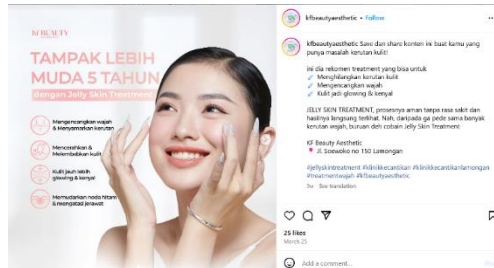 KF BEAUTY
TAMPAK LEBIH
MUDA 5 TAHUN
dengan Jelly Skin Treatment
Mengencangkan wajah
& Menyamarkan kerutan
Mencerahkan &
Melembabkan kulit
Kulit jauh lebih
glowing & kenyal
Memudarkan noda hitam
& mengatasi jerawat
kfbeautyaesthetic • Follow
kfbeautyaesthetic Save dan share konten ini buat kamu yang
punya masalah kerutan kulit!
ini dia rekomen treatment yang bisa untuk
Menghilangkan kerutan kulit
Mengencangkan wajah
Kulit jadi glowing & kenyal
JELLY SKIN TREATMENT, prosesnya aman tanpa rasa sakit dan
hasilnya langsung terlihat. Nah, daripada ga pede sama banyak
kerutan wajah, buruan deh cobain Jelly Skin Treatment
KF Beauty Aesthetic
Jl. Soewoko no 150 Lamongan
#jellyskintreatment #klinikkecantikan #klinikkecantikanlamongan
#treatmentwajah #kfbeautyaesthetic
See translation
25 likes
March 25
Add a comment...